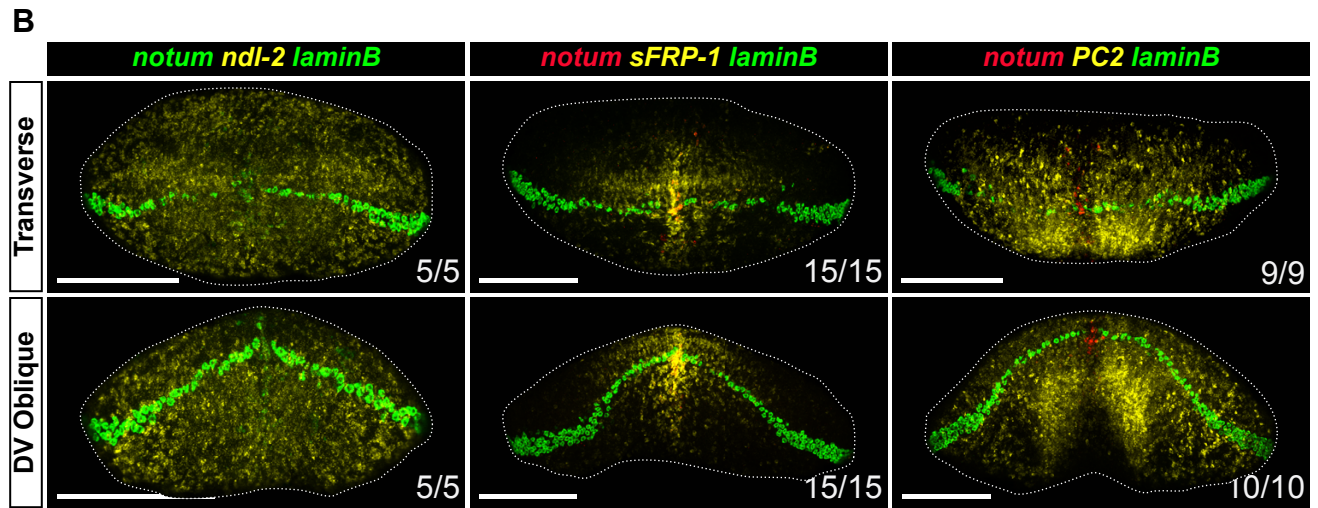 B
notum ndl-2 laminB
notum sFRP-1 laminB
notum PC2 laminB
Transverse
5/5
15/15
9/9
DV Oblique
5/5
15/15
10/10